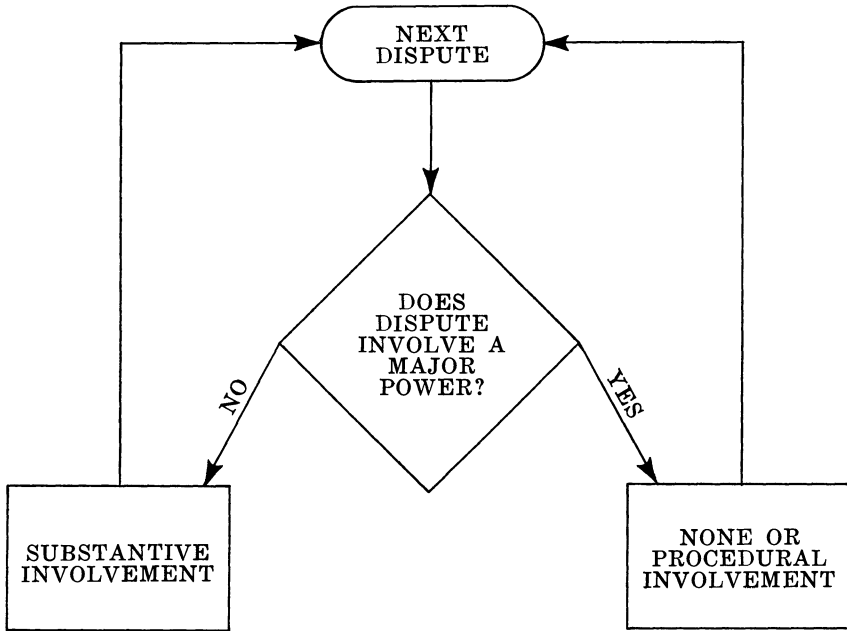 NEXT
DISPUTE
DOES
DISPUTE
INVOLVE A
MAJOR
POWER?
NO
YES
SUBSTANTIVE
INVOLVEMENT
NONE OR
PROCEDURAL
INVOLVEMENT